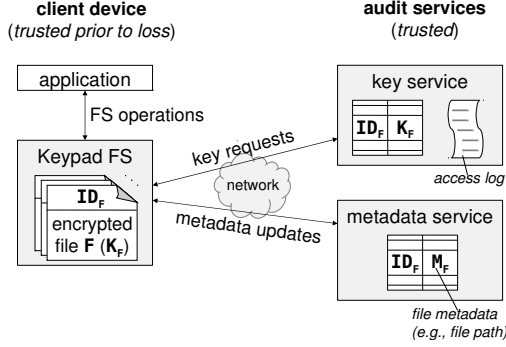 client device
(trusted prior to loss)
application
FS operations
Keypad FS
ID_F
encrypted
file F (K_F)
key requests
network
metadata updates
audit services
(trusted)
key service
ID_F K_F
access log
metadata service
ID_F M_F
file metadata
(e.g., file path)